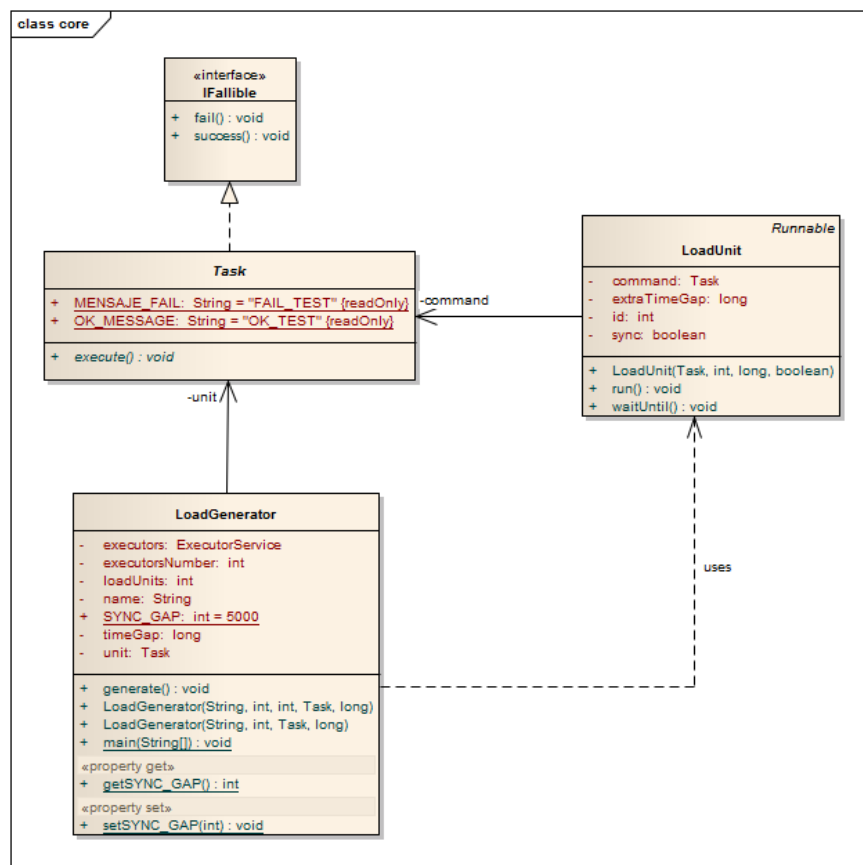 class core
«interface»
IFallible
+ fail() : void
+ success() : void
Task
+ MENSAJE_FAIL: String = "FAIL_TEST" {readOnly}
+ OK_MESSAGE: String = "OK_TEST" {readOnly}
+ execute() : void
-command
Runnable
LoadUnit
- command: Task
- extraTimeGap: long
- id: int
- sync: boolean
+ LoadUnit(Task, int, long, boolean)
+ run() : void
+ waitUntil() : void
-unit
LoadGenerator
- executors: ExecutorService
- executorsNumber: int
- loadUnits: int
- name: String
+ SYNC_GAP: int = 5000
- timeGap: long
- unit: Task
+ generate() : void
+ LoadGenerator(String, int, int, Task, long)
+ LoadGenerator(String, int, Task, long)
+ main(String[]) : void
«property get»
+ getSYNC_GAP() : int
«property set»
+ setSYNC_GAP(int) : void
uses